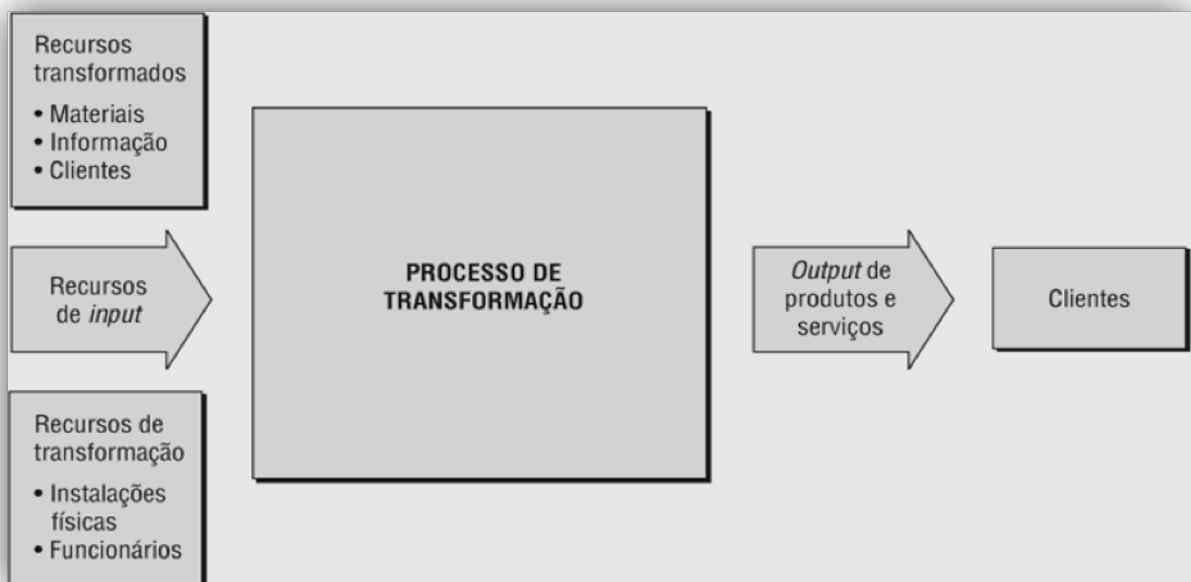 Recursos
transformados
• Materiais
• Informação
• Clientes
Recursos
de input
Recursos de
transformação
• Instalações
físicas
• Funcionários
PROCESSO DE
TRANSFORMAÇÃO
Output de
produtos e
serviços
Clientes